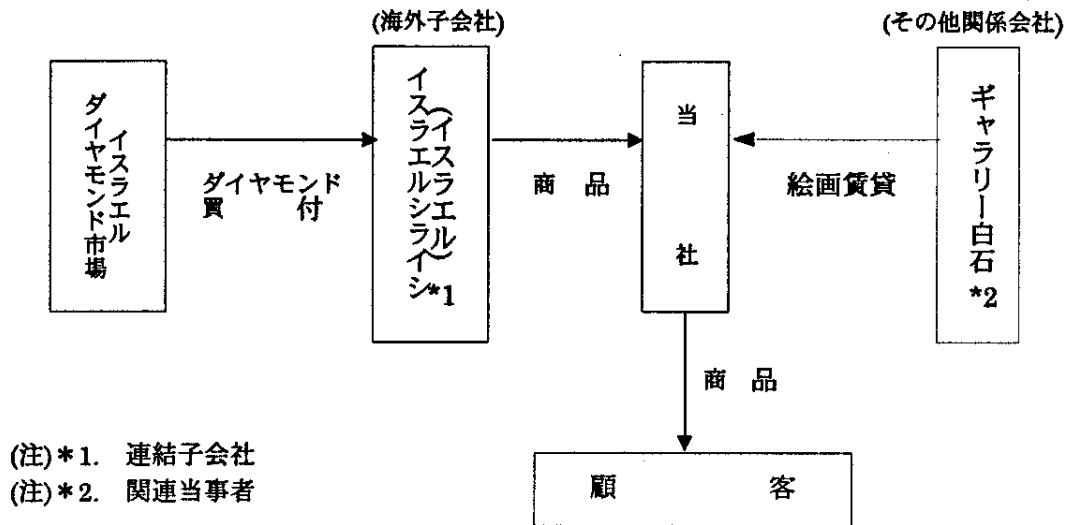 (海外子会社)
(その他関係会社)
イスラエル
ダイヤモンド市場
ダイヤモンド
買付
(イスラエル)
イスラエルシライシ*1
商品
当社
絵画賃貸
ギャラリー白石*2
商品
顧客
(注)*1. 連結子会社
(注)*2. 関連当事者